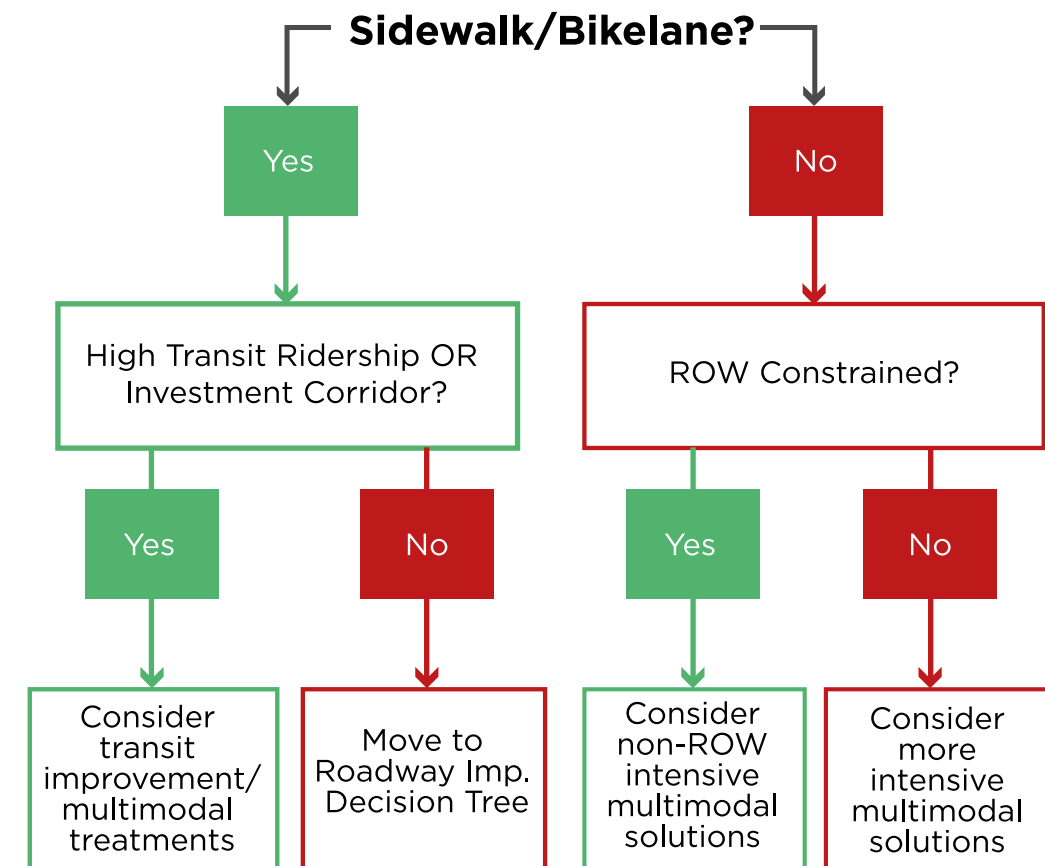 Sidewalk/Bikelane?
Yes
No
High Transit Ridership OR
Investment Corridor?
ROW Constrained?
Yes
No
Yes
No
Consider
transit
improvement/
multimodal
treatments
Move to
Roadway Imp.
Decision Tree
Consider
non-ROW
intensive
multimodal
solutions
Consider
more
intensive
multimodal
solutions